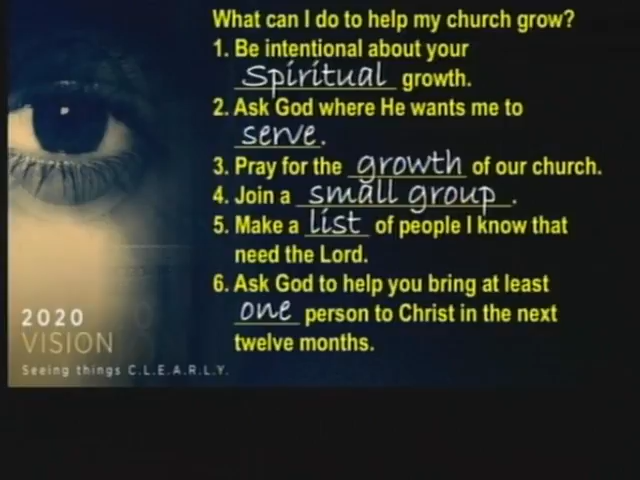 What can I do to help my church grow?
1. Be intentional about your
Spiritual growth.
2. Ask God where He wants me to
serve.
3. Pray for the growth of our church.
4. Join a small group.
5. Make a list of people I know that
need the Lord.
6. Ask God to help you bring at least
one person to Christ in the next
twelve months.
2020
VISION
Seeing things C.L.E.A.R.L.Y.